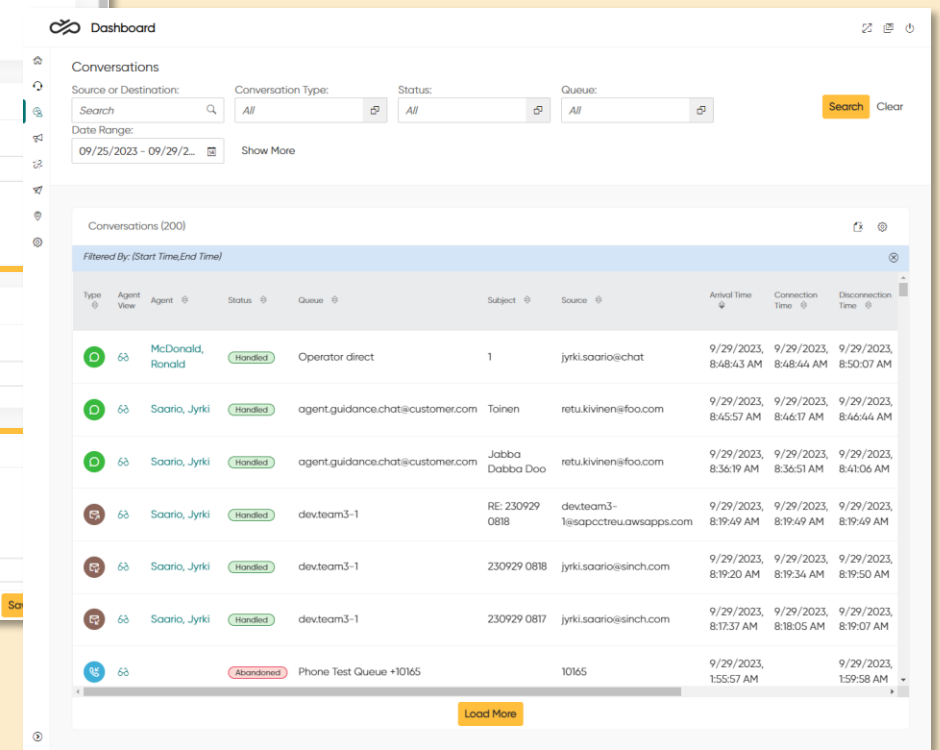 Dashboard
Conversations
Source or Destination:
Conversation Type:
Status:
Queue:
Search
All
All
All
Search
Clear
Date Range:
09/25/2023 - 09/29/2...
Show More
Conversations (200)
Filtered By: (Start Time,End Time)
Type
Agent View
Agent
Status
Queue
Subject
Source
Arrival Time
Connection Time
Disconnection Time
McDonald, Ronald
Handled
Operator direct
1
jyrki.saario@chat
9/29/2023, 8:48:43 AM
9/29/2023, 8:48:44 AM
9/29/2023, 8:50:07 AM
Saario, Jyrki
Handled
agent.guidance.chat@customer.com
Toinen
retu.kivinen@foo.com
9/29/2023, 8:45:57 AM
9/29/2023, 8:46:17 AM
9/29/2023, 8:46:44 AM
Saario, Jyrki
Handled
agent.guidance.chat@customer.com
Jabba Dabba Doo
retu.kivinen@foo.com
9/29/2023, 8:36:19 AM
9/29/2023, 8:36:51 AM
9/29/2023, 8:41:06 AM
Saario, Jyrki
Handled
dev.team3-1
RE: 230929 0818
dev.team3-1@sapcctreu.awsapps.com
9/29/2023, 8:19:49 AM
9/29/2023, 8:19:49 AM
9/29/2023, 8:19:49 AM
Saario, Jyrki
Handled
dev.team3-1
230929 0818
jyrki.saario@sinch.com
9/29/2023, 8:19:20 AM
9/29/2023, 8:19:34 AM
9/29/2023, 8:19:50 AM
Saario, Jyrki
Handled
dev.team3-1
230929 0817
jyrki.saario@sinch.com
9/29/2023, 8:17:37 AM
9/29/2023, 8:18:05 AM
9/29/2023, 8:19:07 AM
Abandoned
Phone Test Queue +10165
10165
9/29/2023, 1:55:57 AM
9/29/2023, 1:59:58 AM
Load More